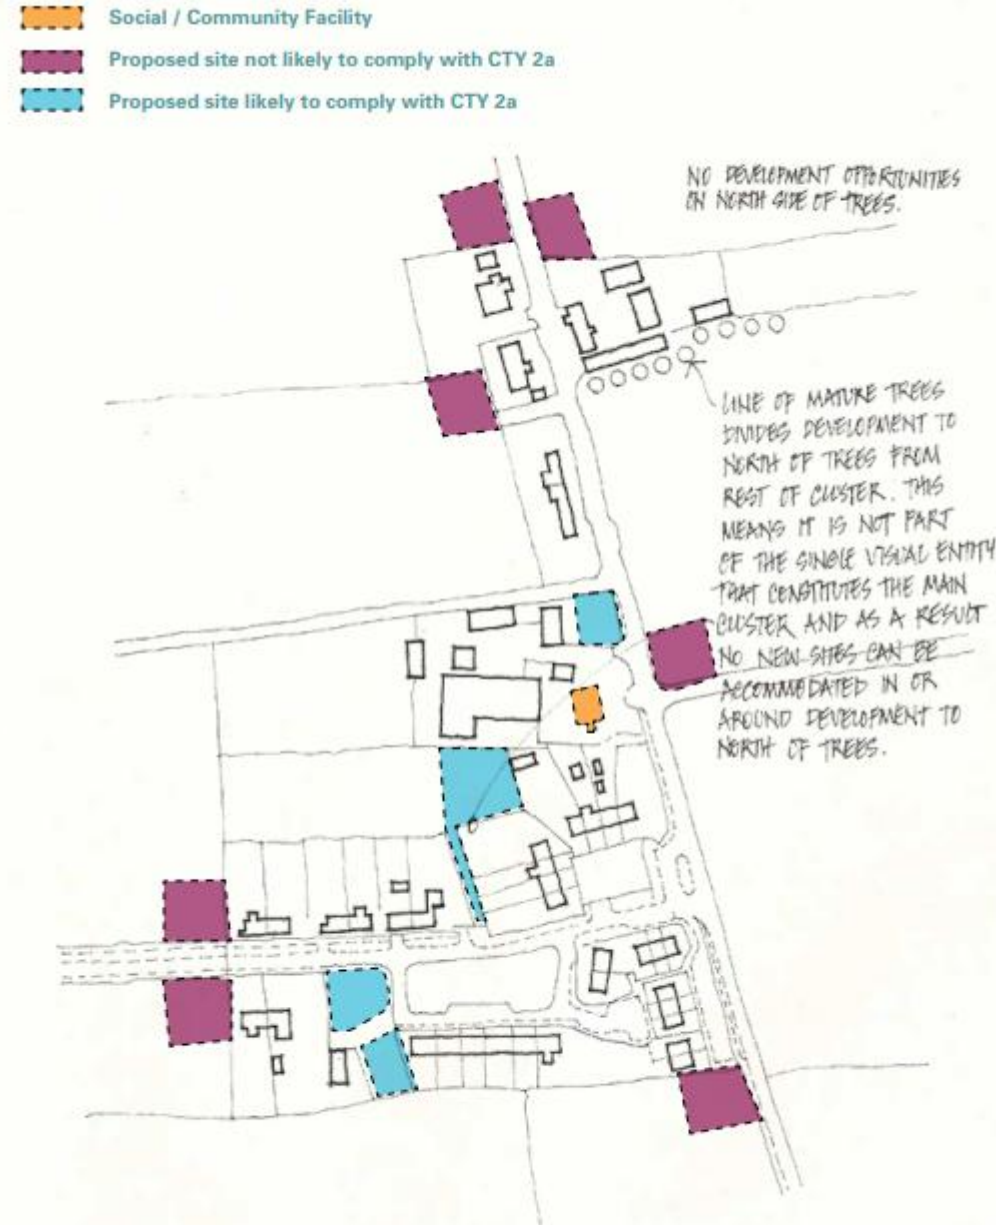 Social / Community Facility
Proposed site not likely to comply with CTY 2a
Proposed site likely to comply with CTY 2a
NO DEVELOPMENT OPPORTUNITIES
ON NORTH SIDE OF TREES.
LINE OF MATURE TREES
DIVIDES DEVELOPMENT TO
NORTH OF TREES FROM
REST OF CLUSTER. THIS
MEANS IT IS NOT PART
OF THE SINGLE VISUAL ENTITY
THAT CONSTITUTES THE MAIN
CLUSTER AND AS A RESULT
NO NEW SITES CAN BE
ACCOMMODATED IN OR
AROUND DEVELOPMENT TO
NORTH OF TREES.